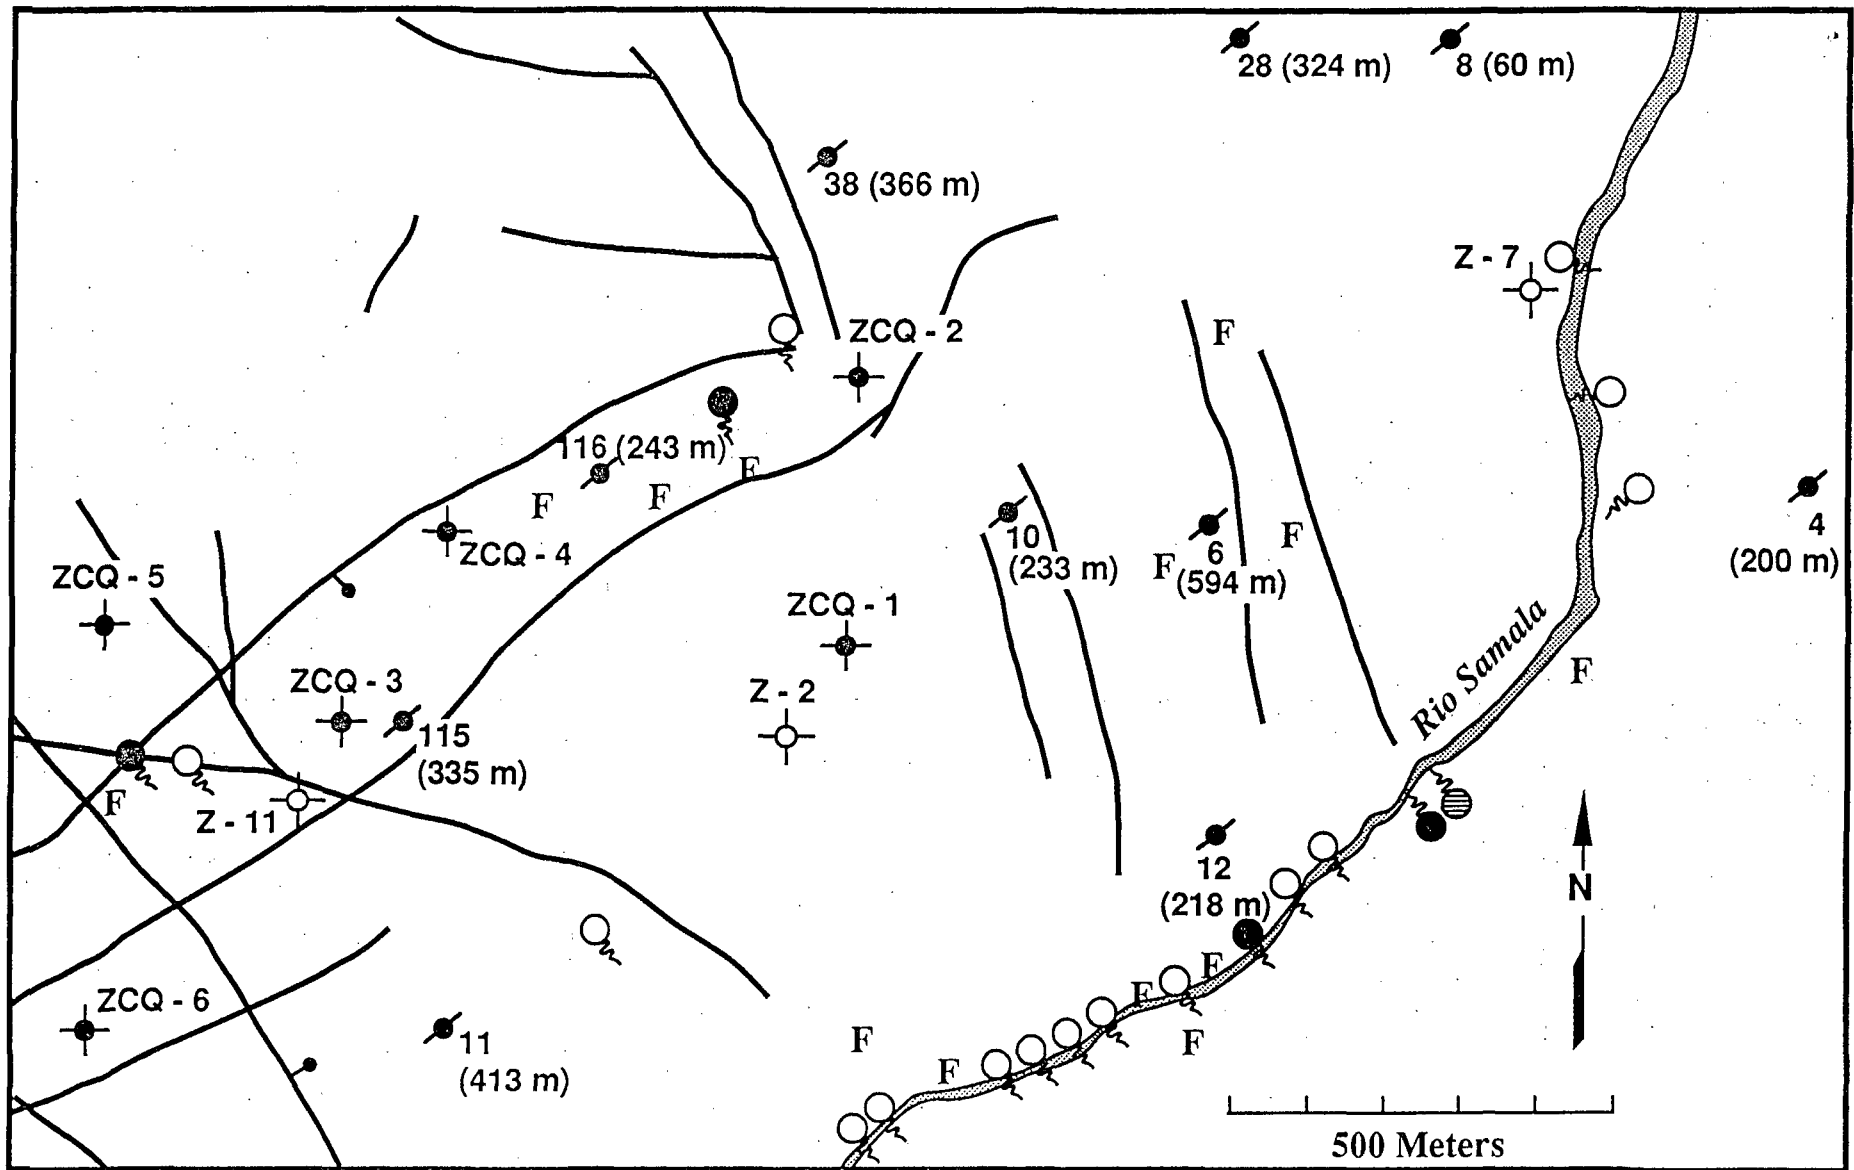 28 (324 m)
8 (60 m)
38 (366 m)
Z - 7
ZCQ - 2
F
116 (243 m)
F
F
F
F
10
(233 m)
6
(594 m)
F
4
(200 m)
ZCQ - 4
ZCQ - 5
ZCQ - 1
Rio Samala
F
ZCQ - 3
Z - 2
115
(335 m)
F
Z - 11
12
(218 m)
N
F
F
ZCQ - 6
11
(413 m)
F
F
F
500 Meters